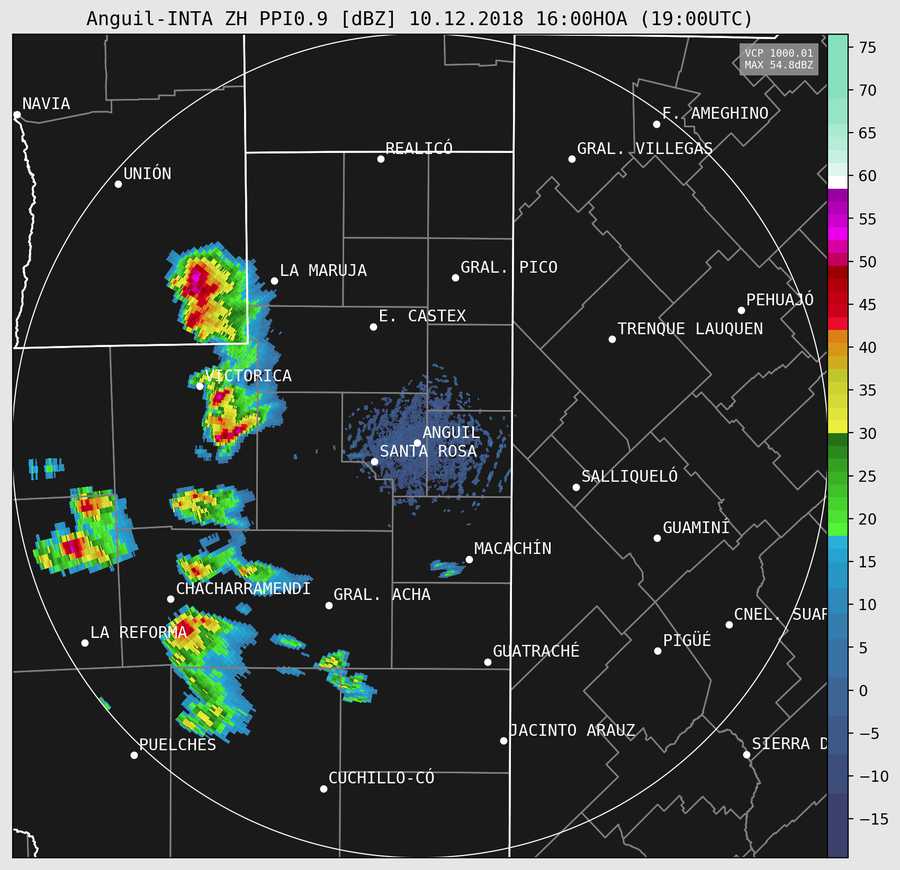 Anguil-INTA ZH PPI0.9 [dBZ] 10.12.2018 16:00HOA (19:00UTC)
VCP 1000.01
MAX 54.8dBZ
NAVIA
F. AMEGHINO
REALICÓ
GRAL. VILLEGAS
UNIÓN
LA MARUJA
GRAL. PICO
PEHUAJÓ
E. CASTEX
TRENQUE LAUQUEN
VICTORICA
ANGUIL
SANTA ROSA
SALLIQUELÓ
GUAMINÍ
MACACHÍN
CHACHARRAMENDI
GRAL. ACHA
CNEL. SUAR
LA REFORMA
GUATRACHÉ
PIGÜÉ
JACINTO ARAUZ
PUELCHES
SIERRA D
CUCHILLO-CÓ
75
70
65
60
55
50
45
40
35
30
25
20
15
10
5
0
−5
−10
−15